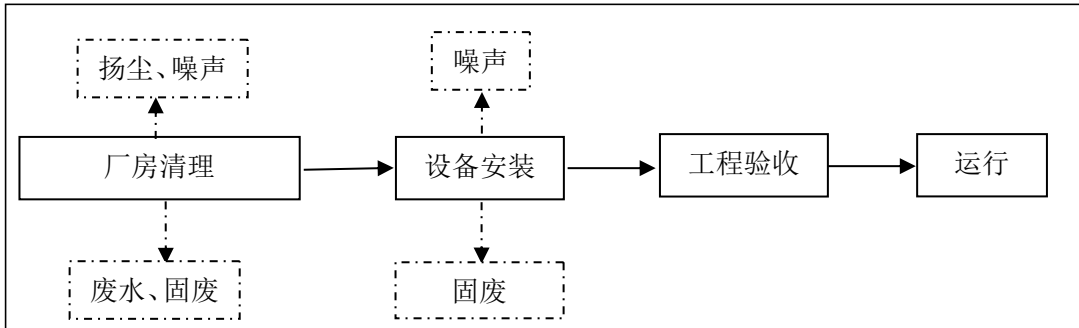 扬尘、噪声
噪声
厂房清理
设备安装
工程验收
运行
废水、固废
固废